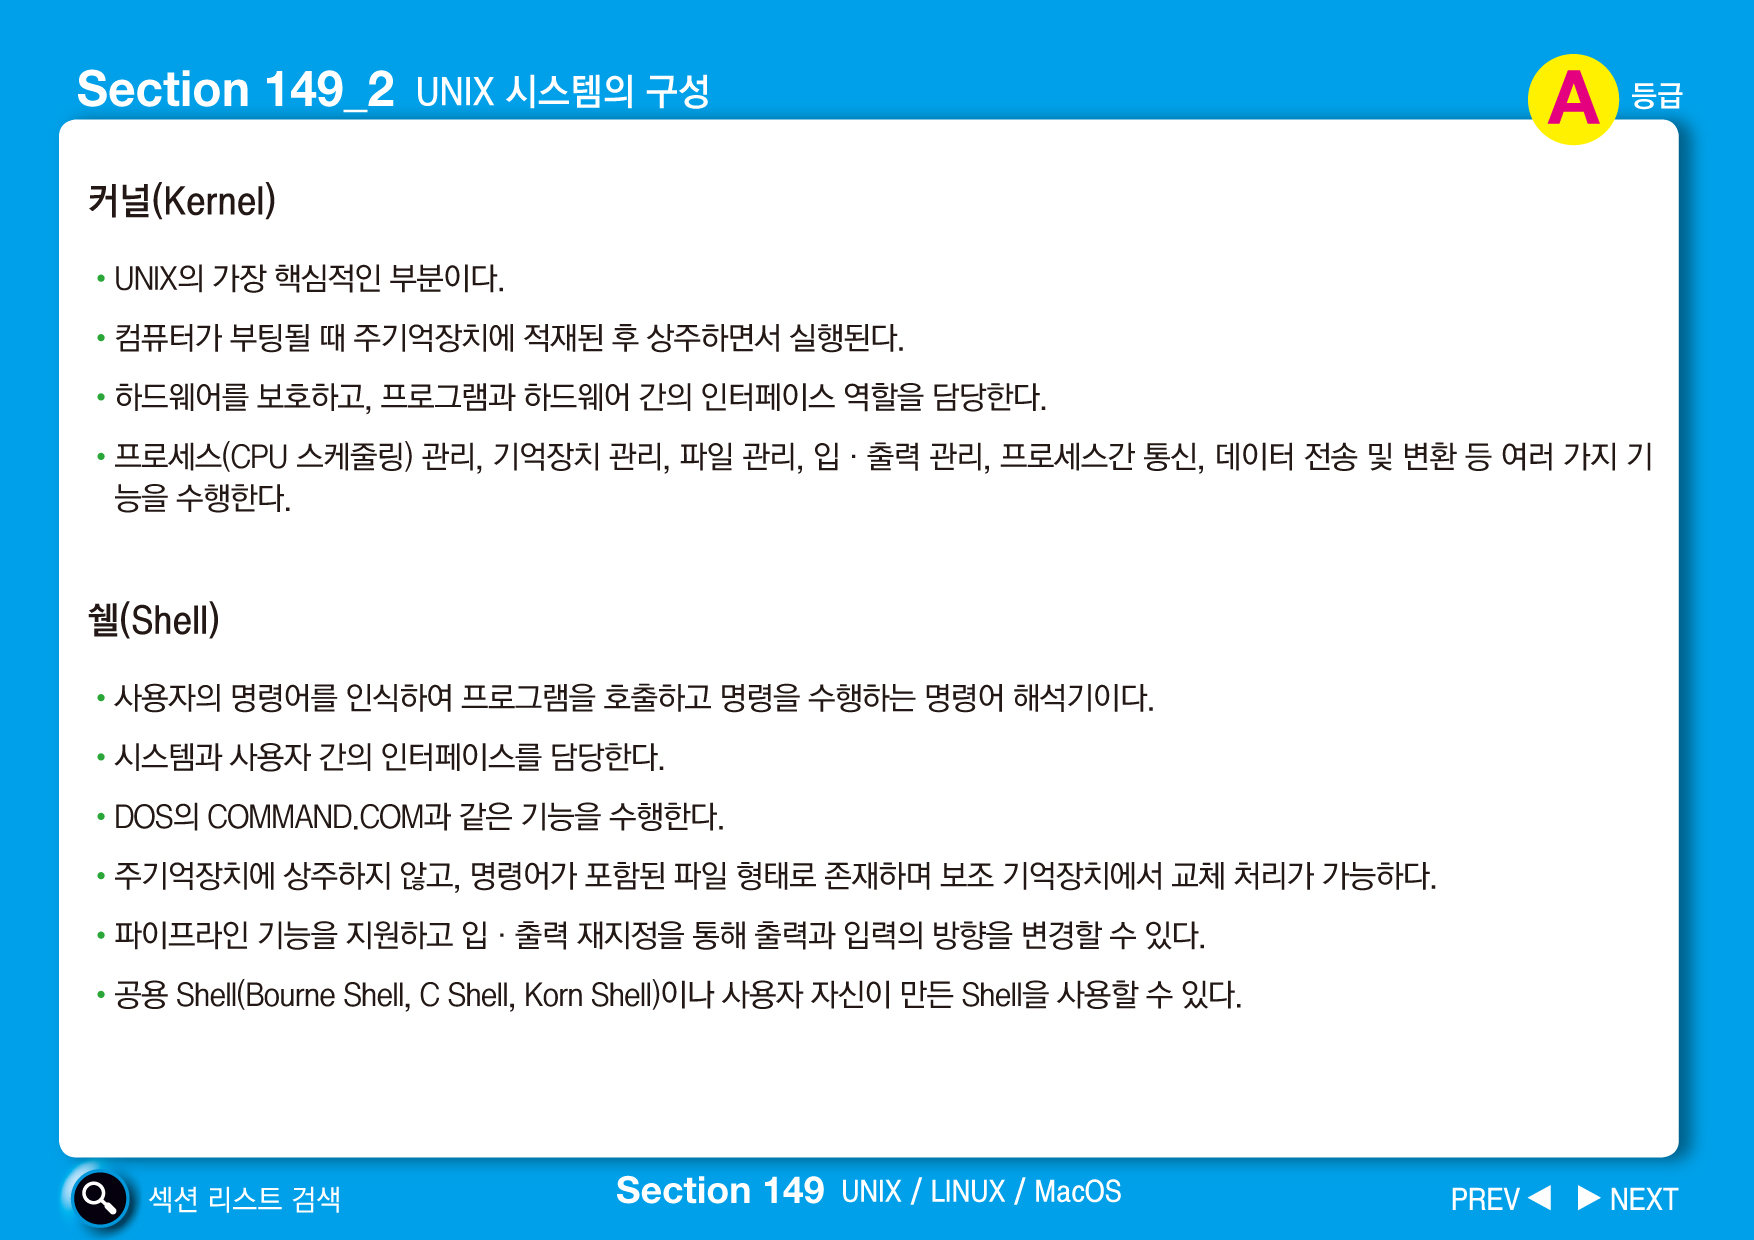 Section 149_2 UNIX 시스템의 구성
A 등급
커널(Kernel)
• UNIX의 가장 핵심적인 부분이다.
• 컴퓨터가 부팅될 때 주기억장치에 적재된 후 상주하면서 실행된다.
• 하드웨어를 보호하고, 프로그램과 하드웨어 간의 인터페이스 역할을 담당한다.
• 프로세스(CPU 스케줄링) 관리, 기억장치 관리, 파일 관리, 입 · 출력 관리, 프로세스간 통신, 데이터 전송 및 변환 등 여러 가지 기
능을 수행한다.
쉘(Shell)
• 사용자의 명령어를 인식하여 프로그램을 호출하고 명령을 수행하는 명령어 해석기이다.
• 시스템과 사용자 간의 인터페이스를 담당한다.
• DOS의 COMMAND.COM과 같은 기능을 수행한다.
• 주기억장치에 상주하지 않고, 명령어가 포함된 파일 형태로 존재하며 보조 기억장치에서 교체 처리가 가능하다.
• 파이프라인 기능을 지원하고 입 · 출력 재지정을 통해 출력과 입력의 방향을 변경할 수 있다.
• 공용 Shell(Bourne Shell, C Shell, Korn Shell)이나 사용자 자신이 만든 Shell을 사용할 수 있다.
섹션 리스트 검색
Section 149 UNIX / LINUX / MacOS
PREV ◀ ▶ NEXT